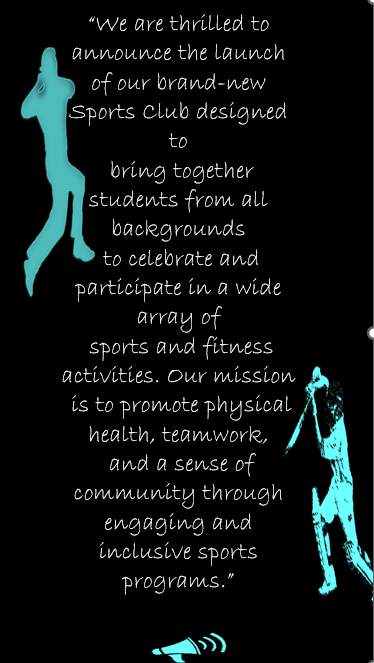 “We are thrilled to
announce the launch
of our brand-new
Sports Club designed
to
bring together
students from all
backgrounds
to celebrate and
participate in a wide
array of
sports and fitness
activities. Our mission
is to promote physical
health, teamwork,
and a sense of
community through
engaging and
inclusive sports
programs.”